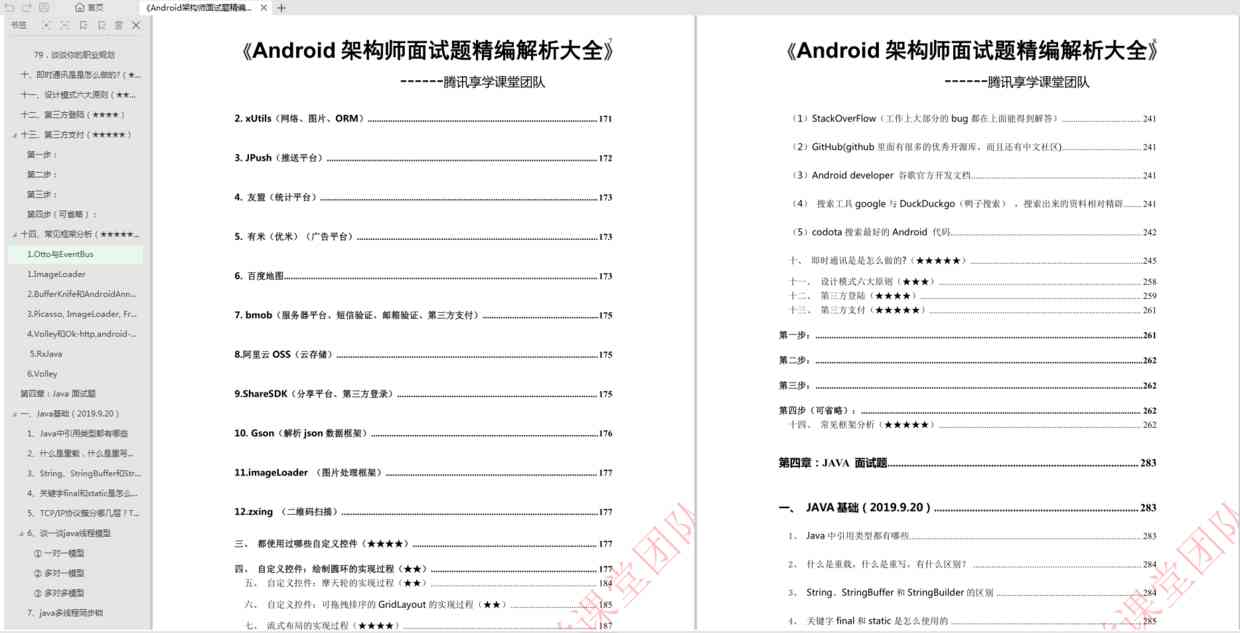 首页
《Android架构师面试题精编...
书签
79．谈谈你的职业规划
十、即时通讯是是怎么做的?（★...
十一、设计模式六大原则（★★...
十二、第三方登陆（★★★★）
十三、第三方支付（★★★★★）
第一步：
第二步：
第三步：
第四步（可省略）：
十四、常见框架分析（★★★★★...
1.Otto与EventBus
1.ImageLoader
2.BufferKnife和AndroidAnn...
3.Picasso, ImageLoader, Fr...
4.Volley和Ok-http,android-...
5.RxJava
6.Volley
第四章：Java 面试题
一、Java基础（2019.9.20）
1、Java中引用类型都有哪些
2、什么是重载，什么是重写...
3、String、StringBuffer和Str...
4、关键字final和static是怎么...
5、TCP/IP协议簇分哪几层？T...
6、谈一谈java线程模型
① 一对一模型
② 多对一模型
③ 多对多模型
7、java多线程同步锁
7
《Android 架构师面试题精编解析大全》
------腾讯享学课堂团队
2. xUtils（网络、图片、ORM）...171
3. JPush（推送平台）...172
4. 友盟（统计平台）...173
5. 有米（优米）（广告平台）...173
6. 百度地图...173
7. bmob（服务器平台、短信验证、邮箱验证、第三方支付）...175
8.阿里云 OSS（云存储）...175
9.ShareSDK（分享平台、第三方登录）...175
10. Gson（解析 json 数据框架）...176
11.imageLoader （图片处理框架）...177
12.zxing （二维码扫描）...177
三、 都使用过哪些自定义控件（★★★★）...177
四、 自定义控件：绘制圆环的实现过程（★★）...177
五、 自定义控件：摩天轮的实现过程（★★）...184
六、 自定义控件：可拖拽排序的 GridLayout 的实现过程（★★）...185
七、 流式布局的实现过程（★★★★）...187
课堂团队
8
《Android 架构师面试题精编解析大全》
------腾讯享学课堂团队
（1）StackOverFlow（工作上大部分的 bug 都在上面能得到解答）...241
（2）GitHub(github 里面有很多的优秀开源库，而且还有中文社区)...241
（3）Android developer 谷歌官方开发文档...241
（4） 搜索工具 google 与 DuckDuckgo（鸭子搜索），搜索出来的资料相对精辟...241
（5）codota 搜索最好的 Android 代码...242
十、 即时通讯是是怎么做的?（★★★★★）...245
十一、 设计模式六大原则（★★★）...258
十二、 第三方登陆（★★★★）...259
十三、 第三方支付（★★★★★）...261
第一步：...261
第二步：...262
第三步：...262
第四步（可省略）：...262
十四、 常见框架分析（★★★★★）...262
第四章：JAVA 面试题...283
一、 JAVA 基础（2019.9.20）...283
1、 Java 中引用类型都有哪些...283
2、 什么是重载，什么是重写，有什么区别？...284
3、 String、StringBuffer 和 StringBuilder 的区别...284
4、 关键字 final 和 static 是怎么使用的...285
课堂团队